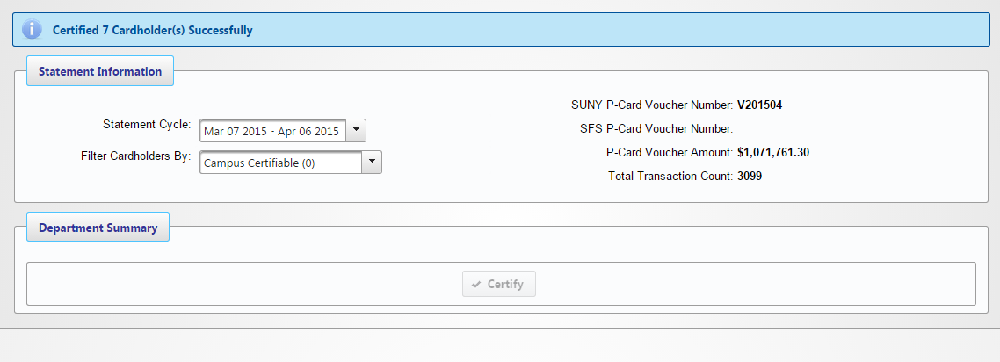 Certified 7 Cardholder(s) Successfully
Statement Information
Statement Cycle: Mar 07 2015 - Apr 06 2015
Filter Cardholders By: Campus Certifiable (0)
SUNY P-Card Voucher Number: V201504
SFS P-Card Voucher Number:
P-Card Voucher Amount: $1,071,761.30
Total Transaction Count: 3099
Department Summary
Certify